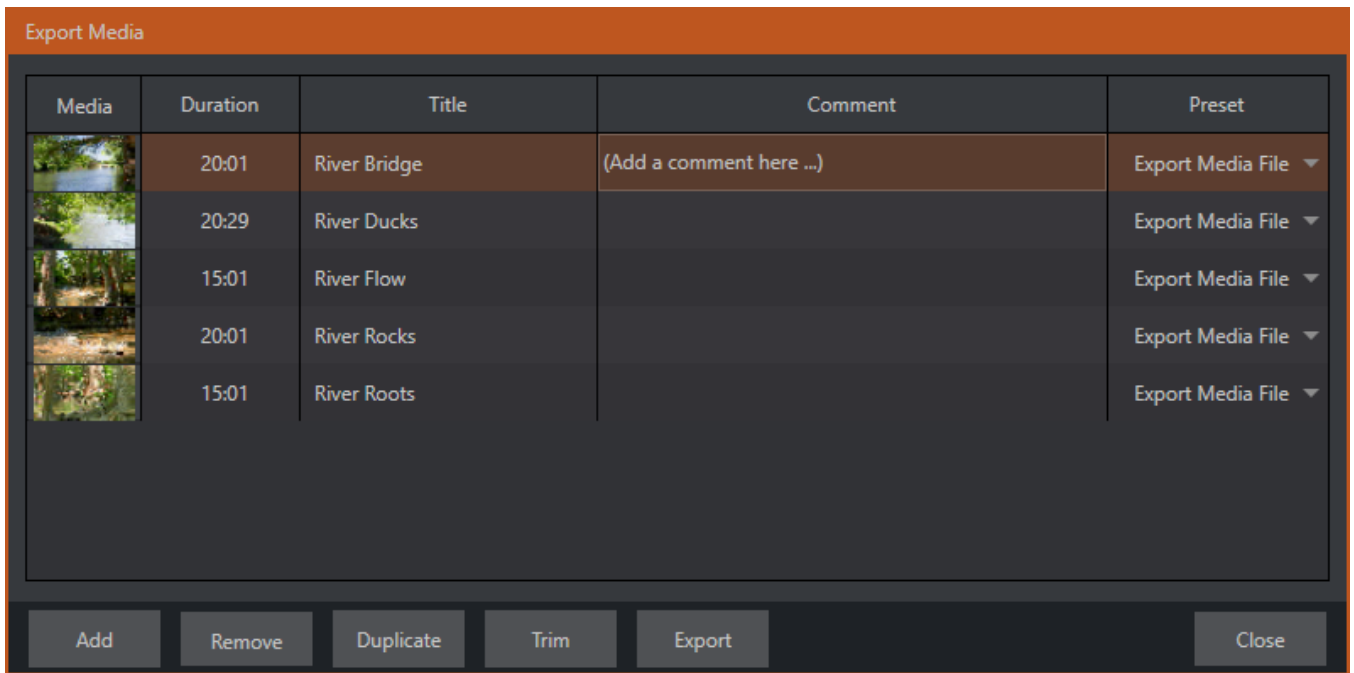 Export Media
Media Duration Title Comment Preset
20:01 River Bridge (Add a comment here ...) Export Media File
20:29 River Ducks Export Media File
15:01 River Flow Export Media File
20:01 River Rocks Export Media File
15:01 River Roots Export Media File
Add Remove Duplicate Trim Export Close